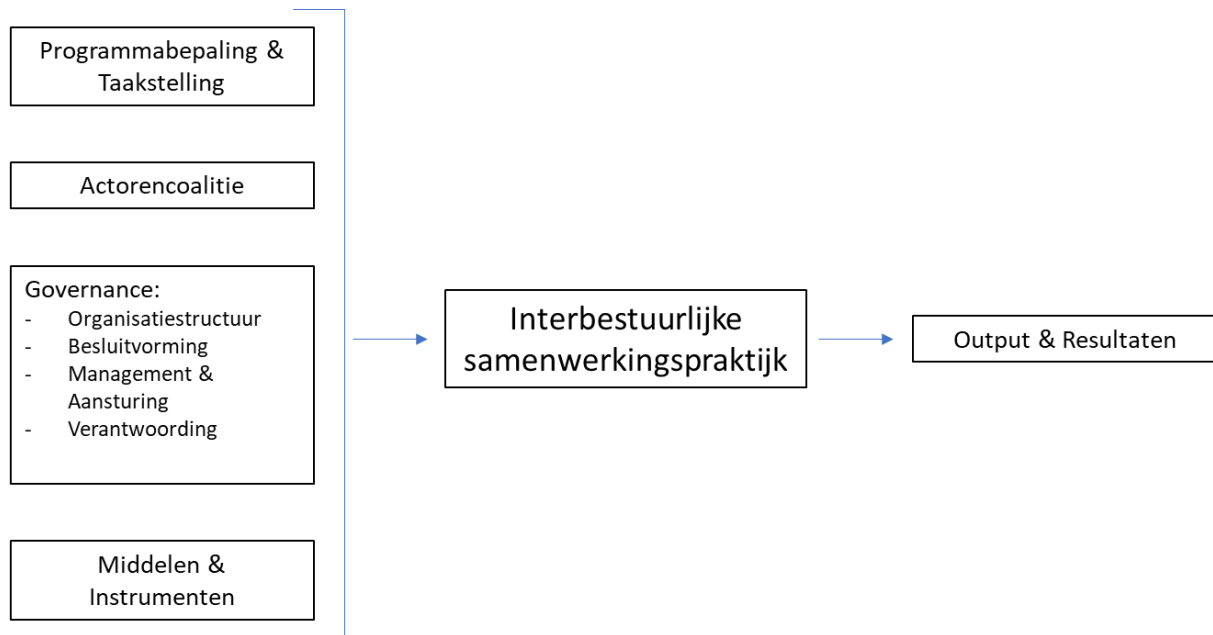 Programmabepaling &
Taakstelling
Actorencoalitie
Governance:
- Organisatiestructuur
- Besluitvorming
- Management &
Aansturing
- Verantwoording
Middelen &
Instrumenten
Interbestuurlijke
samenwerkingspraktijk
Output & Resultaten